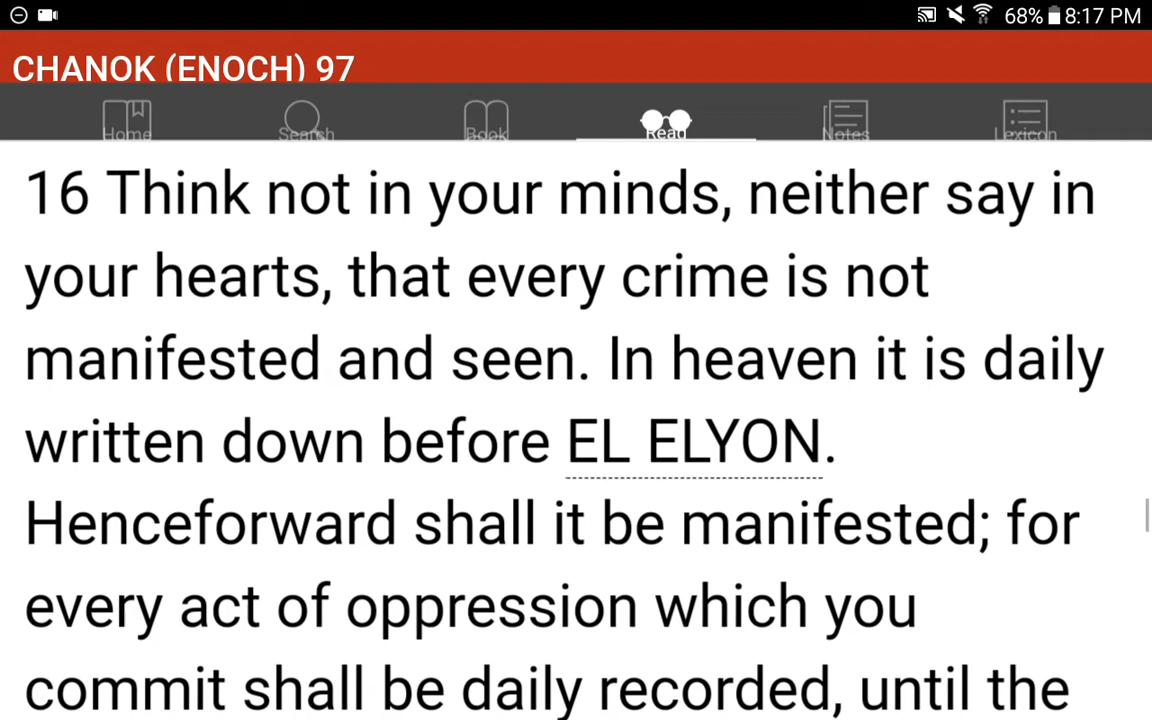 68% 8:17 PM
CHANOK (ENOCH) 97
Home Search Book Read Notes Lexicon
16 Think not in your minds, neither say in
your hearts, that every crime is not
manifested and seen. In heaven it is daily
written down before EL ELYON.
Henceforward shall it be manifested; for
every act of oppression which you
commit shall be daily recorded, until the